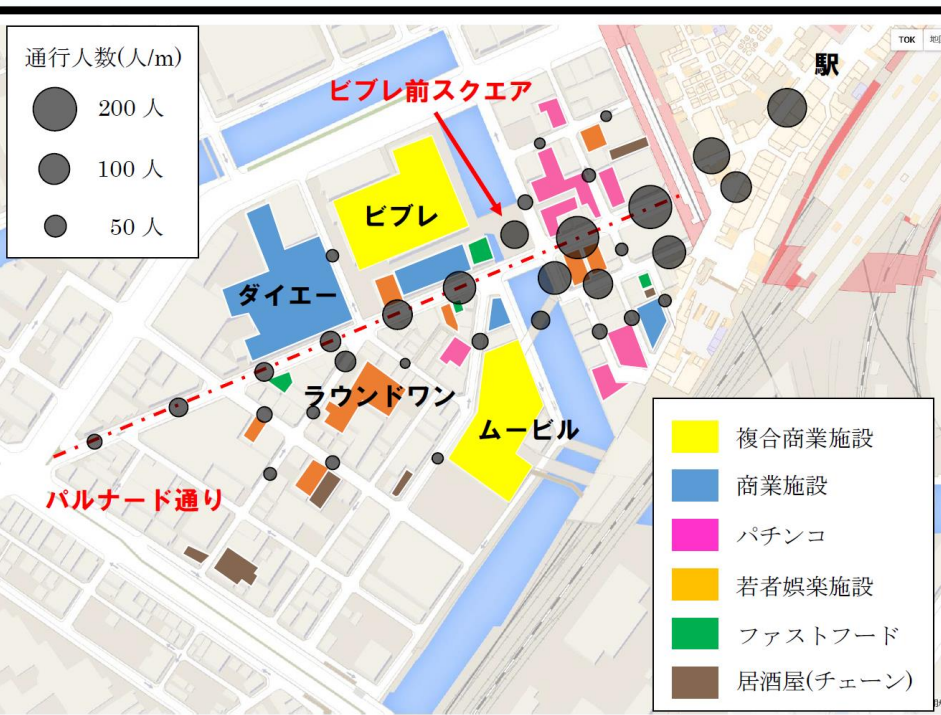 通行人数(人/m)
200 人
100 人
50 人
TOK
駅
ビブレ前スクエア
ビブレ
ダイエー
ラウンドワン
ムービル
パルナード通り
複合商業施設
商業施設
パチンコ
若者娯楽施設
ファストフード
居酒屋(チェーン)